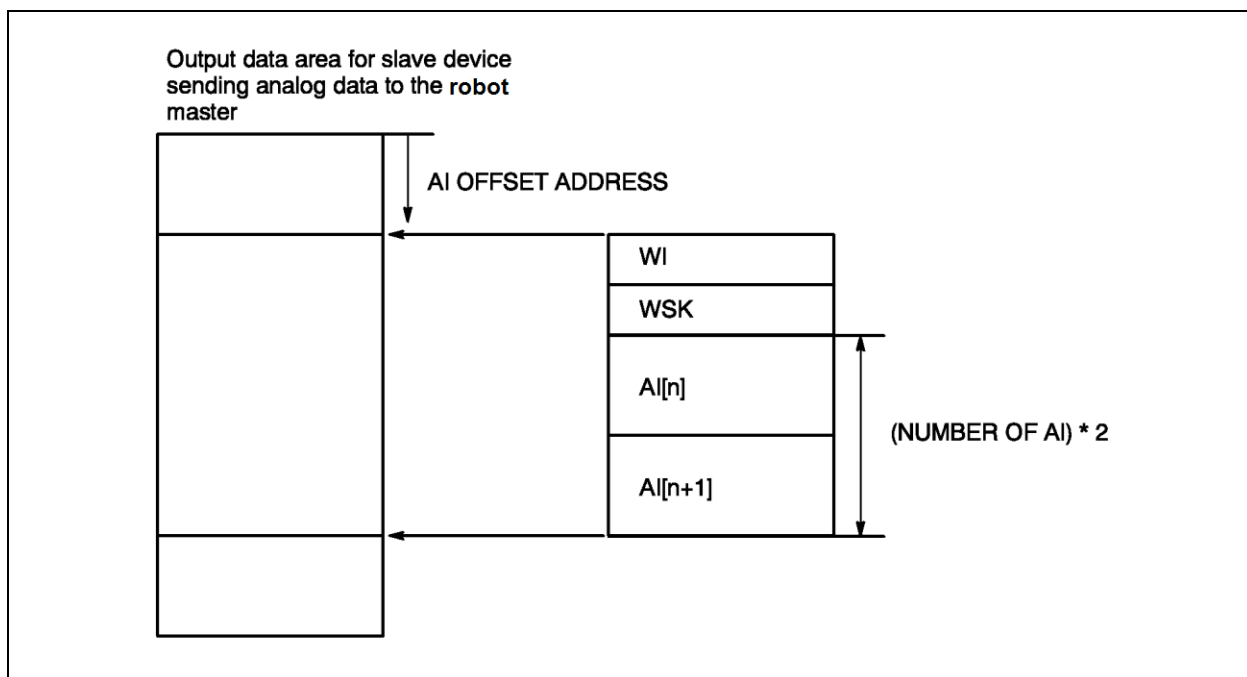 Output data area for slave device
sending analog data to the robot
master
AI OFFSET ADDRESS
WI
WSK
AI[n]
(NUMBER OF AI) * 2
AI[n+1]